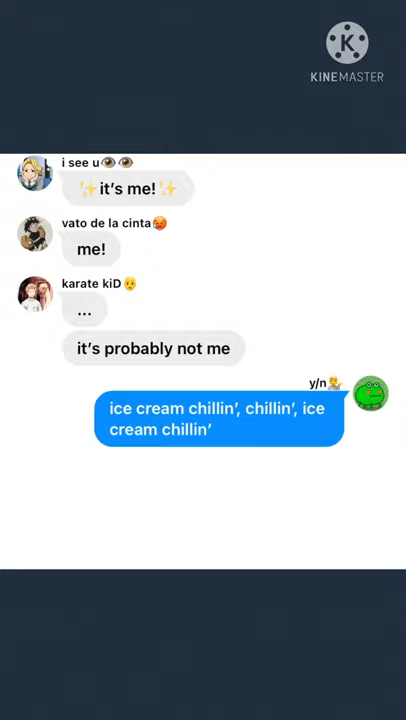 KINEMASTER
i see u👁️👁️
✨it's me!✨
vato de la cinta🥵
me!
karate kiD👨‍🦲
...
it's probably not me
y/n💁
ice cream chillin', chillin', ice
cream chillin'